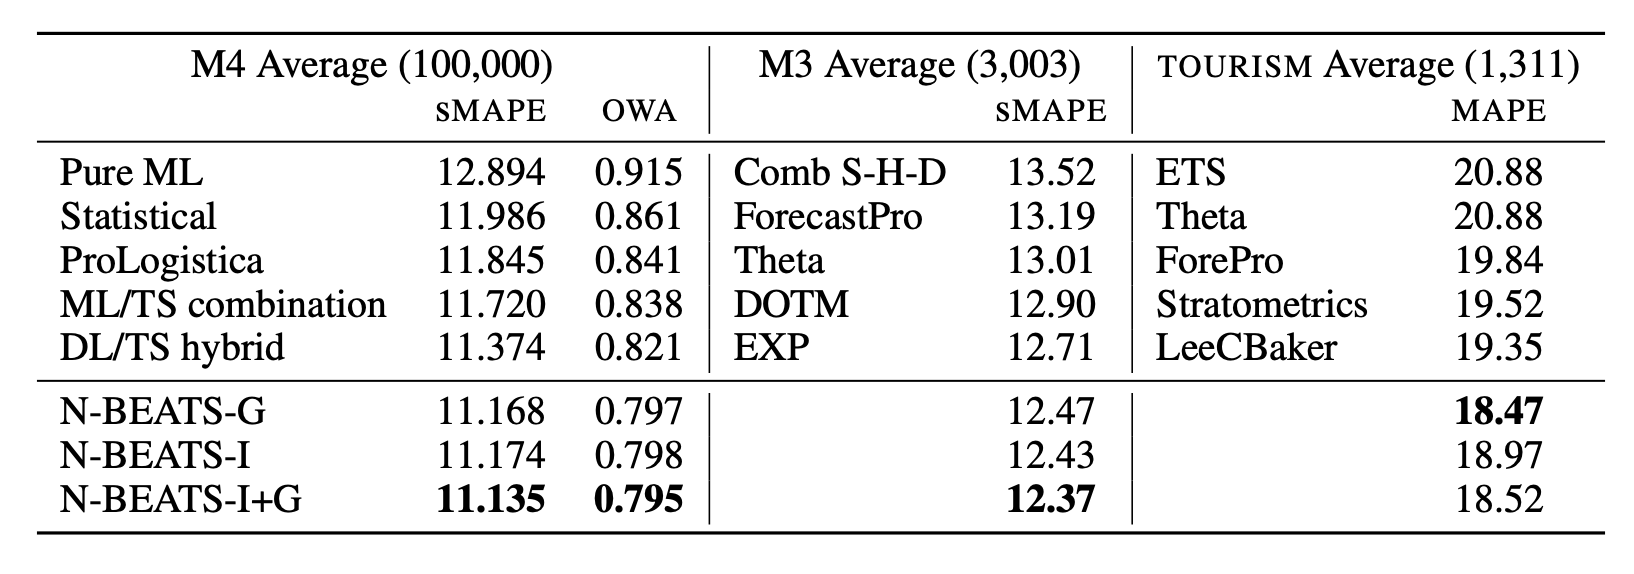 M4 Average (100,000) M3 Average (3,003) TOURISM Average (1,311)
SMAPE OWA SMAPE MAPE
Pure ML 12.894 0.915 Comb S-H-D 13.52 ETS 20.88
Statistical 11.986 0.861 ForecastPro 13.19 Theta 20.88
ProLogistica 11.845 0.841 Theta 13.01 ForePro 19.84
ML/TS combination 11.720 0.838 DOTM 12.90 Stratometrics 19.52
DL/TS hybrid 11.374 0.821 EXP 12.71 LeeCBaker 19.35
N-BEATS-G 11.168 0.797 12.47 18.47
N-BEATS-I 11.174 0.798 12.43 18.97
N-BEATS-I+G 11.135 0.795 12.37 18.52